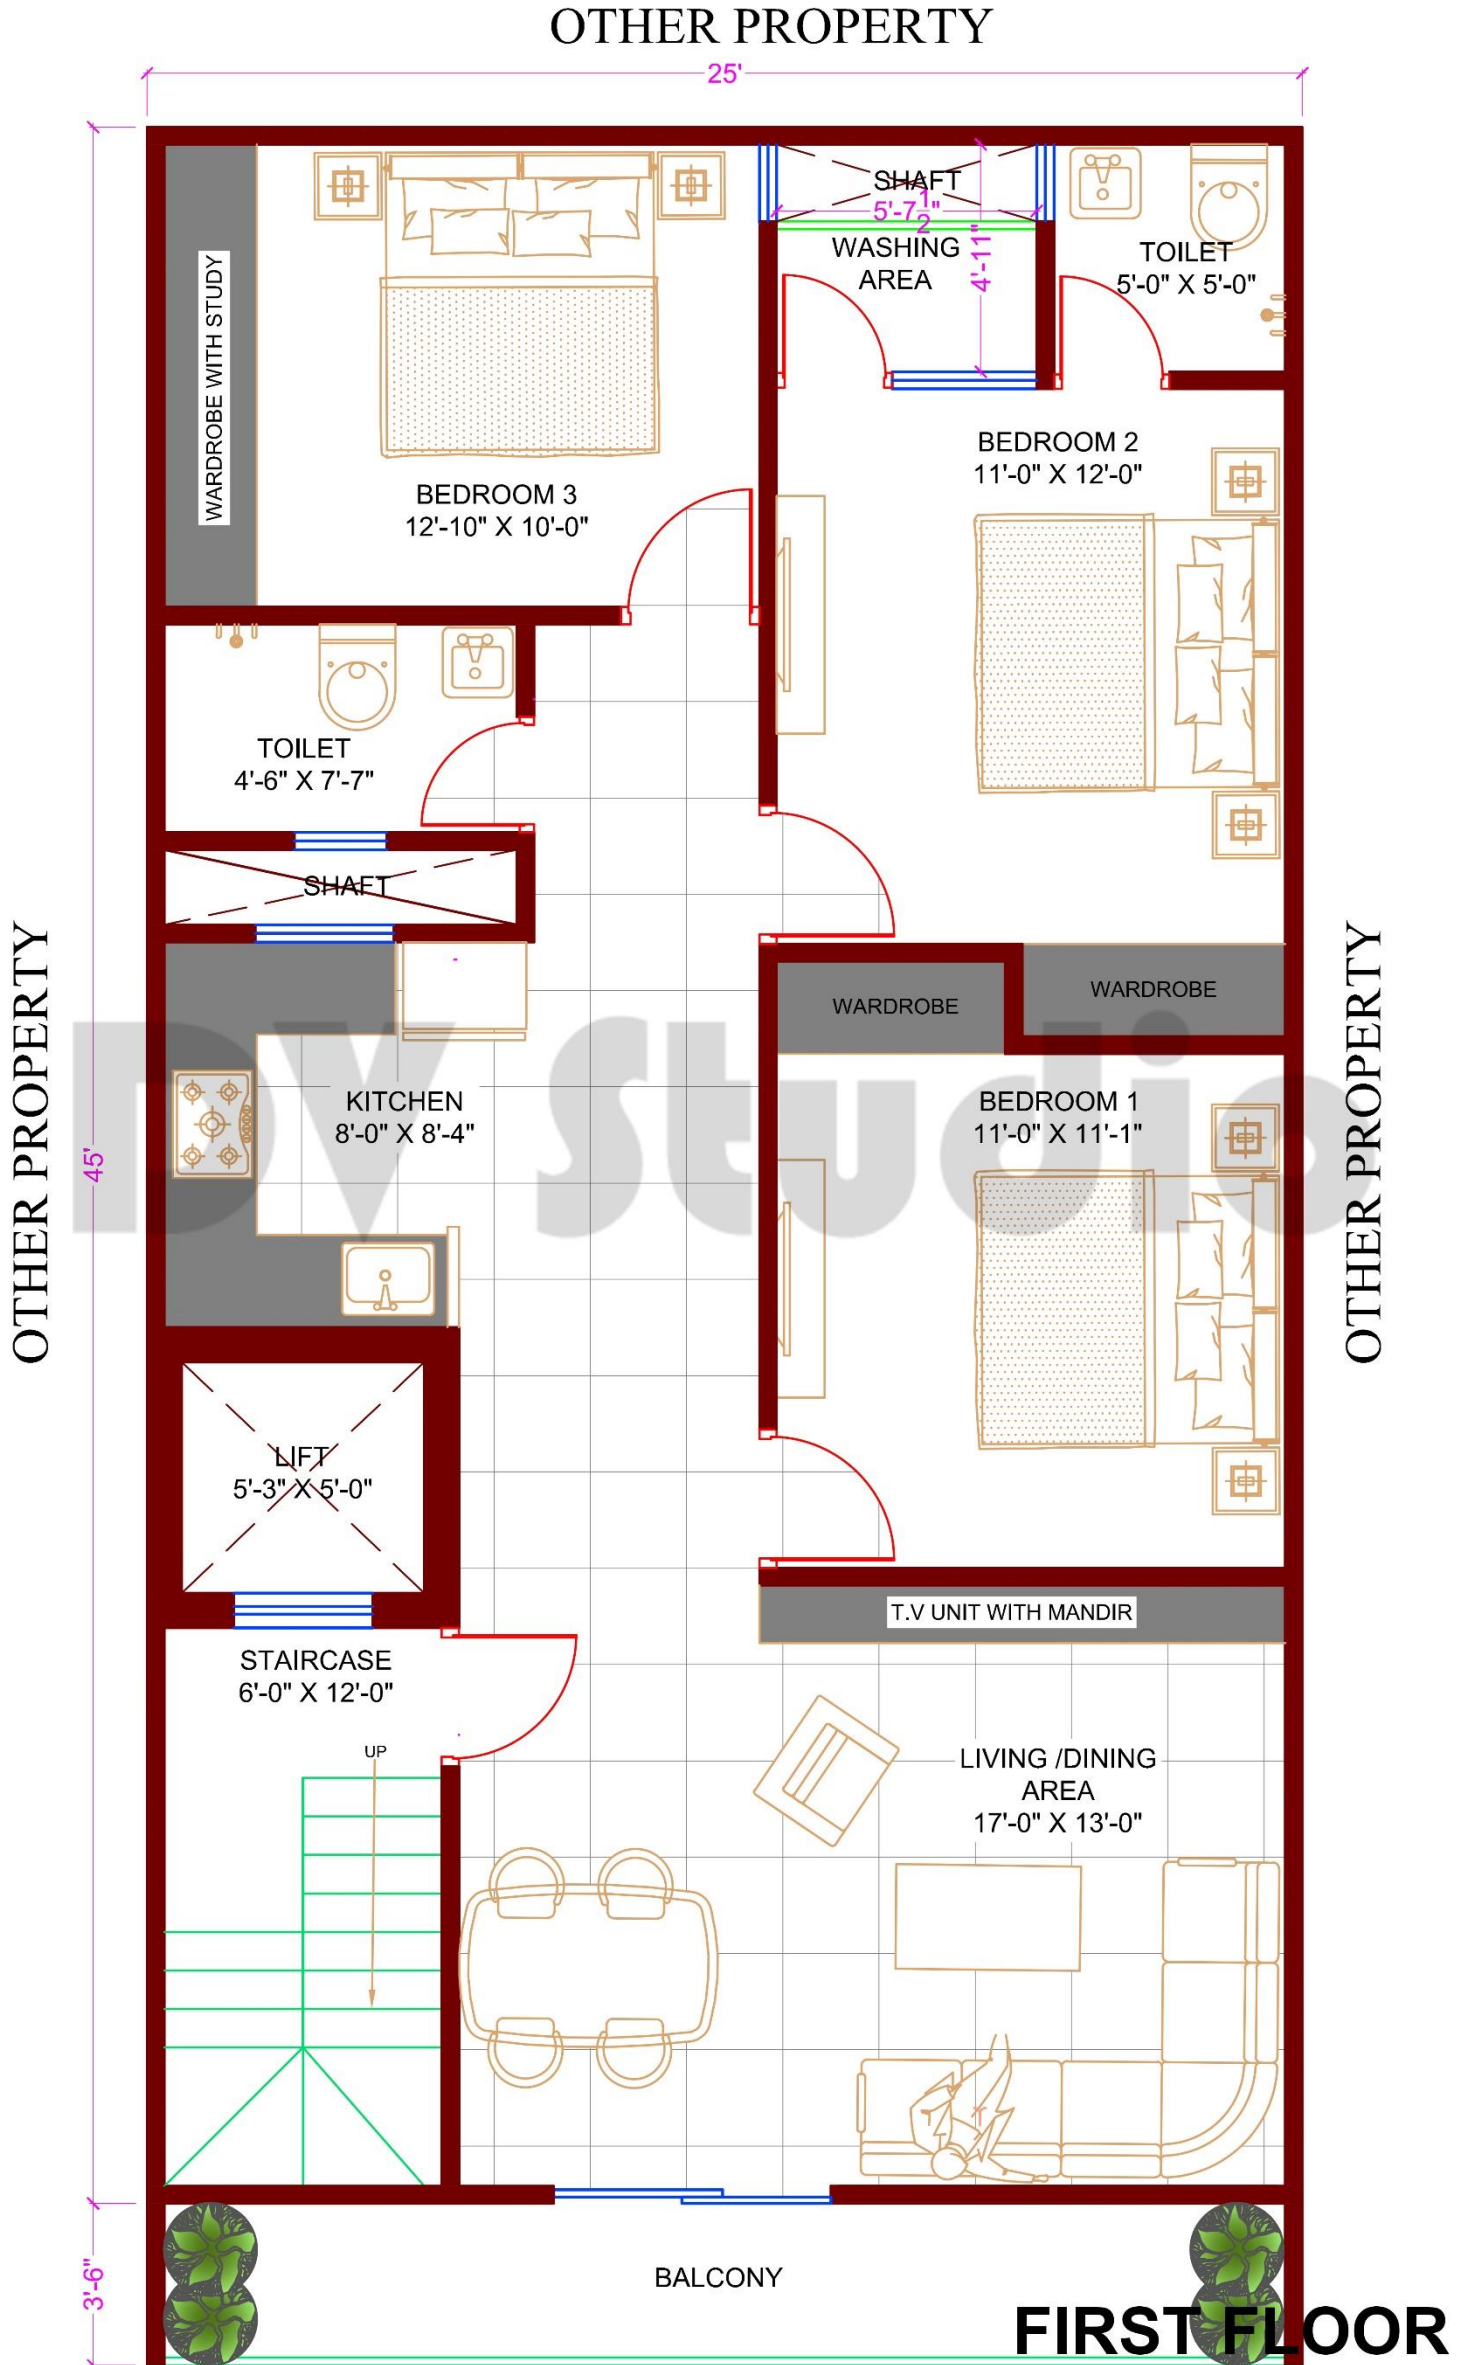 OTHER PROPERTY
25'
SHAFT
5'-7 1/2"
4'-11"
WASHING
AREA
TOILET
5'-0" X 5'-0"
WARDROBE WITH STUDY
BEDROOM 3
12'-10" X 10'-0"
BEDROOM 2
11'-0" X 12'-0"
TOILET
4'-6" X 7'-7"
SHAFT
OTHER PROPERTY
45'
WARDROBE
WARDROBE
OTHER PROPERTY
DV Studio
KITCHEN
8'-0" X 8'-4"
BEDROOM 1
11'-0" X 11'-1"
LIFT
5'-3" X 5'-0"
T.V UNIT WITH MANDIR
STAIRCASE
6'-0" X 12'-0"
UP
LIVING /DINING
AREA
17'-0" X 13'-0"
3'-6"
BALCONY
FIRST FLOOR